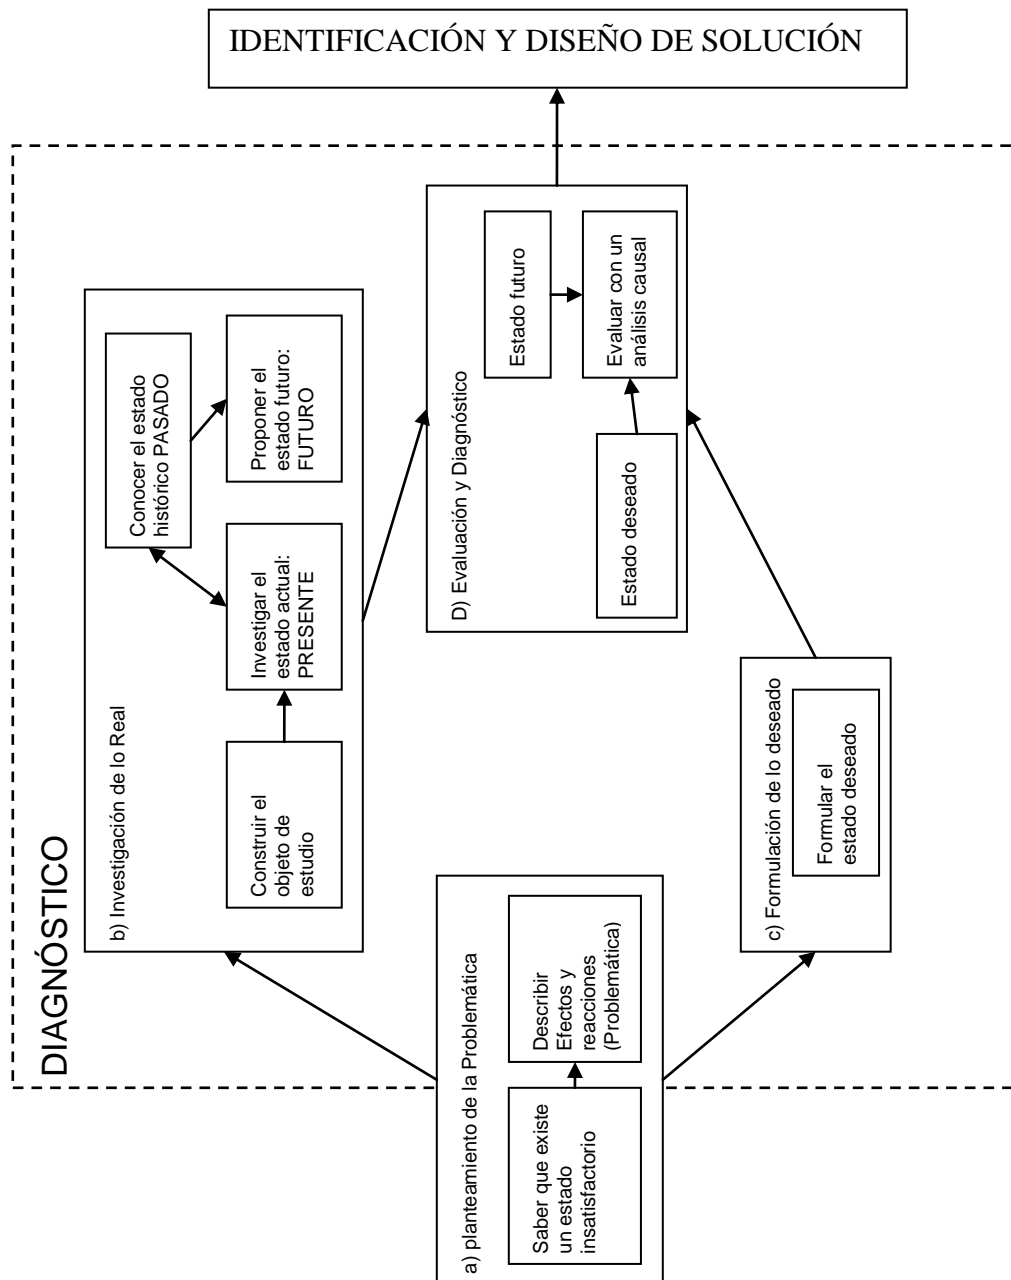 IDENTIFICACIÓN Y DISEÑO DE SOLUCIÓN
DIAGNÓSTICO
a) planteamiento de la Problemática
Saber que existe
un estado
insatisfactorio
Describir
Efectos y
reacciones
(Problemática)
b) Investigación de lo Real
Construir el
objeto de
estudio
Investigar el
estado actual:
PRESENTE
Conocer el estado
histórico PASADO
Proponer el
estado futuro:
FUTURO
c) Formulación de lo deseado
Formular el
estado deseado
D) Evaluación y Diagnóstico
Estado deseado
Estado futuro
Evaluar con un
análisis causal